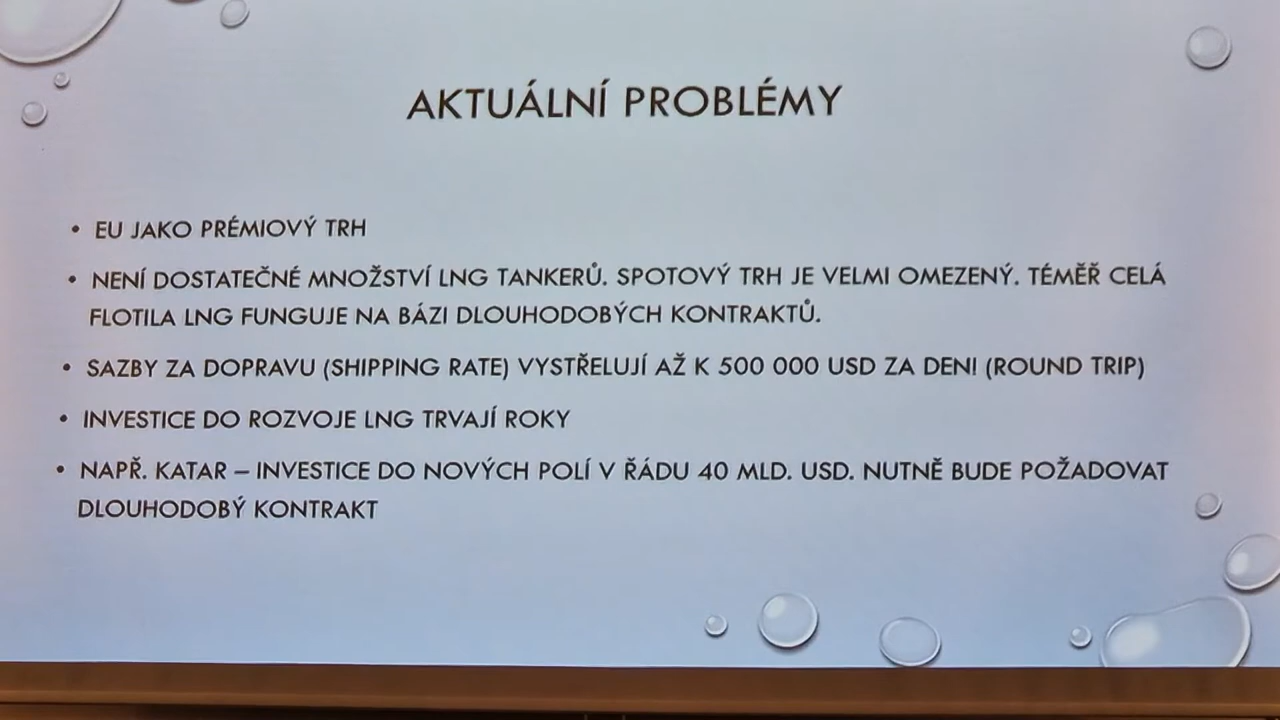 AKTUÁLNÍ PROBLÉMY
• EU JAKO PRÉMIOVÝ TRH
• NENÍ DOSTATEČNÉ MNOŽSTVÍ LNG TANKERŮ. SPOTOVÝ TRH JE VELMI OMEZENÝ. TÉMĚŘ CELÁ
FLOTILA LNG FUNGUJE NA BÁZI DLOUHODOBÝCH KONTRAKTŮ.
• SAZBY ZA DOPRAVU (SHIPPING RATE) VYSTŘELUJÍ AŽ K 500 000 USD ZA DEN! (ROUND TRIP)
• INVESTICE DO ROZVOJE LNG TRVAJÍ ROKY
• NAPŘ. KATAR – INVESTICE DO NOVÝCH POLÍ V ŘÁDU 40 MLD. USD. NUTNĚ BUDE POŽADOVAT
DLOUHODOBÝ KONTRAKT